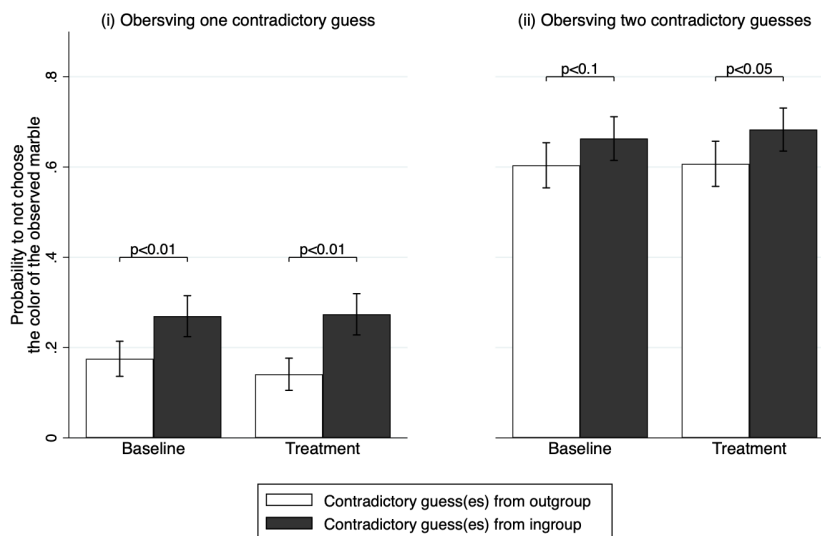 (i) Obersving one contradictory guess
(ii) Obersving two contradictory guesses
Probability to not choose
the color of the observed marble
.8
.6
.4
.2
0
p<0.01
p<0.01
p<0.1
p<0.05
Baseline
Treatment
Baseline
Treatment
Contradictory guess(es) from outgroup
Contradictory guess(es) from ingroup